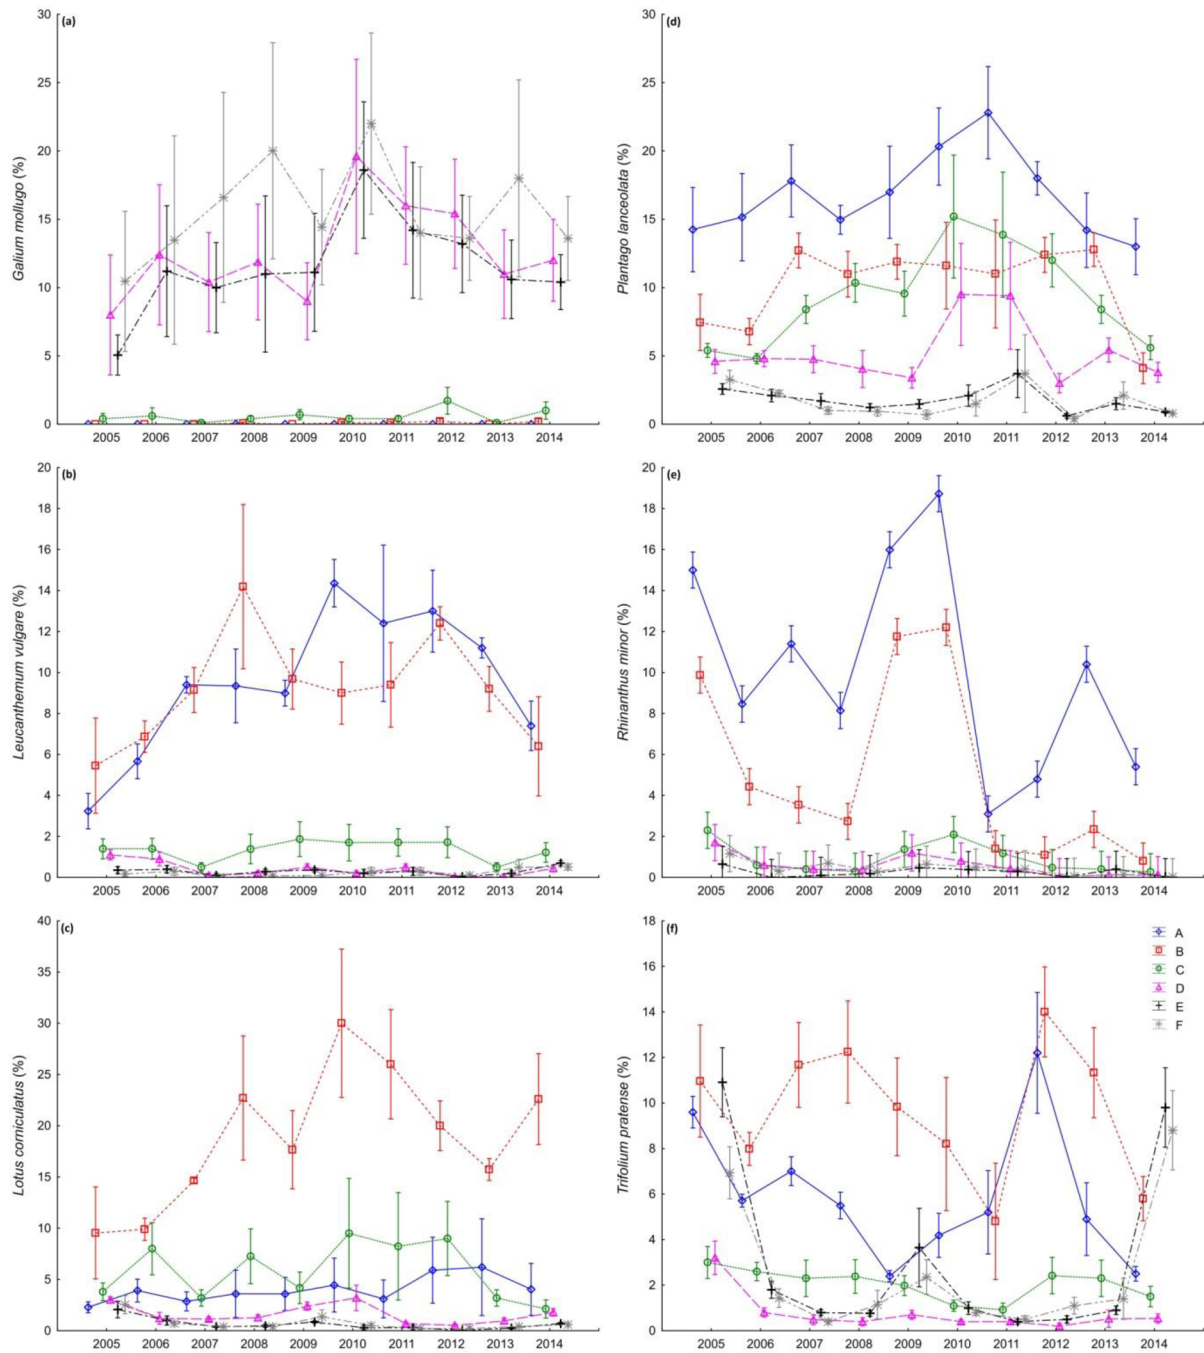 (a)
Galium mollugo (%)
30
25
20
15
10
5
0
2005 2006 2007 2008 2009 2010 2011 2012 2013 2014
(d)
Plantago lanceolata (%)
30
25
20
15
10
5
0
2005 2006 2007 2008 2009 2010 2011 2012 2013 2014
(b)
Leucanthemum vulgare (%)
20
18
16
14
12
10
8
6
4
2
0
2005 2006 2007 2008 2009 2010 2011 2012 2013 2014
(e)
Rhinanthus minor (%)
20
18
16
14
12
10
8
6
4
2
0
2005 2006 2007 2008 2009 2010 2011 2012 2013 2014
(c)
Lotus corniculatus (%)
40
35
30
25
20
15
10
5
0
2005 2006 2007 2008 2009 2010 2011 2012 2013 2014
(f)
Trifolium pratense (%)
18
16
14
12
10
8
6
4
2
0
2005 2006 2007 2008 2009 2010 2011 2012 2013 2014
A
B
C
D
E
F